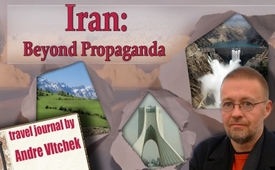 Iran:
Beyond Propaganda
travel journal by
Andre Vltchek